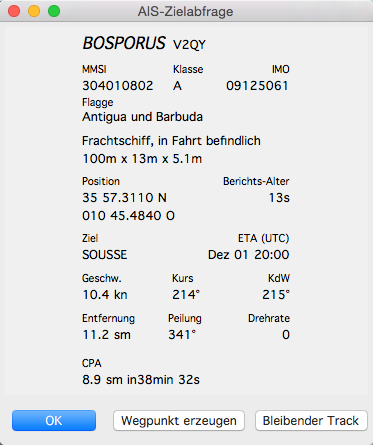 AIS-Zielabfrage
BOSPORUS V2QY
MMSI Klasse IMO
304010802 A 09125061
Flagge
Antigua und Barbuda
Frachtschiff, in Fahrt befindlich
100m x 13m x 5.1m
Position Berichts-Alter
35 57.3110 N 13s
010 45.4840 O
Ziel ETA (UTC)
SOUSSE Dez 01 20:00
Geschw. Kurs KdW
10.4 kn 214° 215°
Entfernung Peilung Drehrate
11.2 sm 341° 0
CPA
8.9 sm in38min 32s
OK Wegpunkt erzeugen Bleibender Track